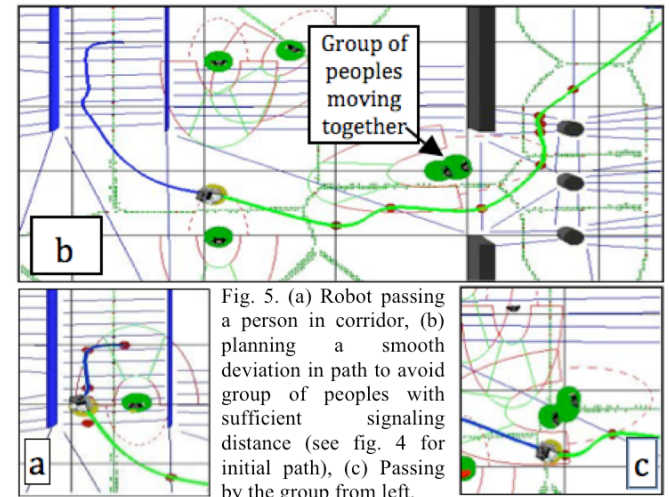 Group of
peoples
moving
together
b
a
Fig. 5. (a) Robot passing
a person in corridor, (b)
planning a smooth
deviation in path to avoid
group of peoples with
sufficient signaling
distance (see fig. 4 for
initial path), (c) Passing
by the group from left.
c